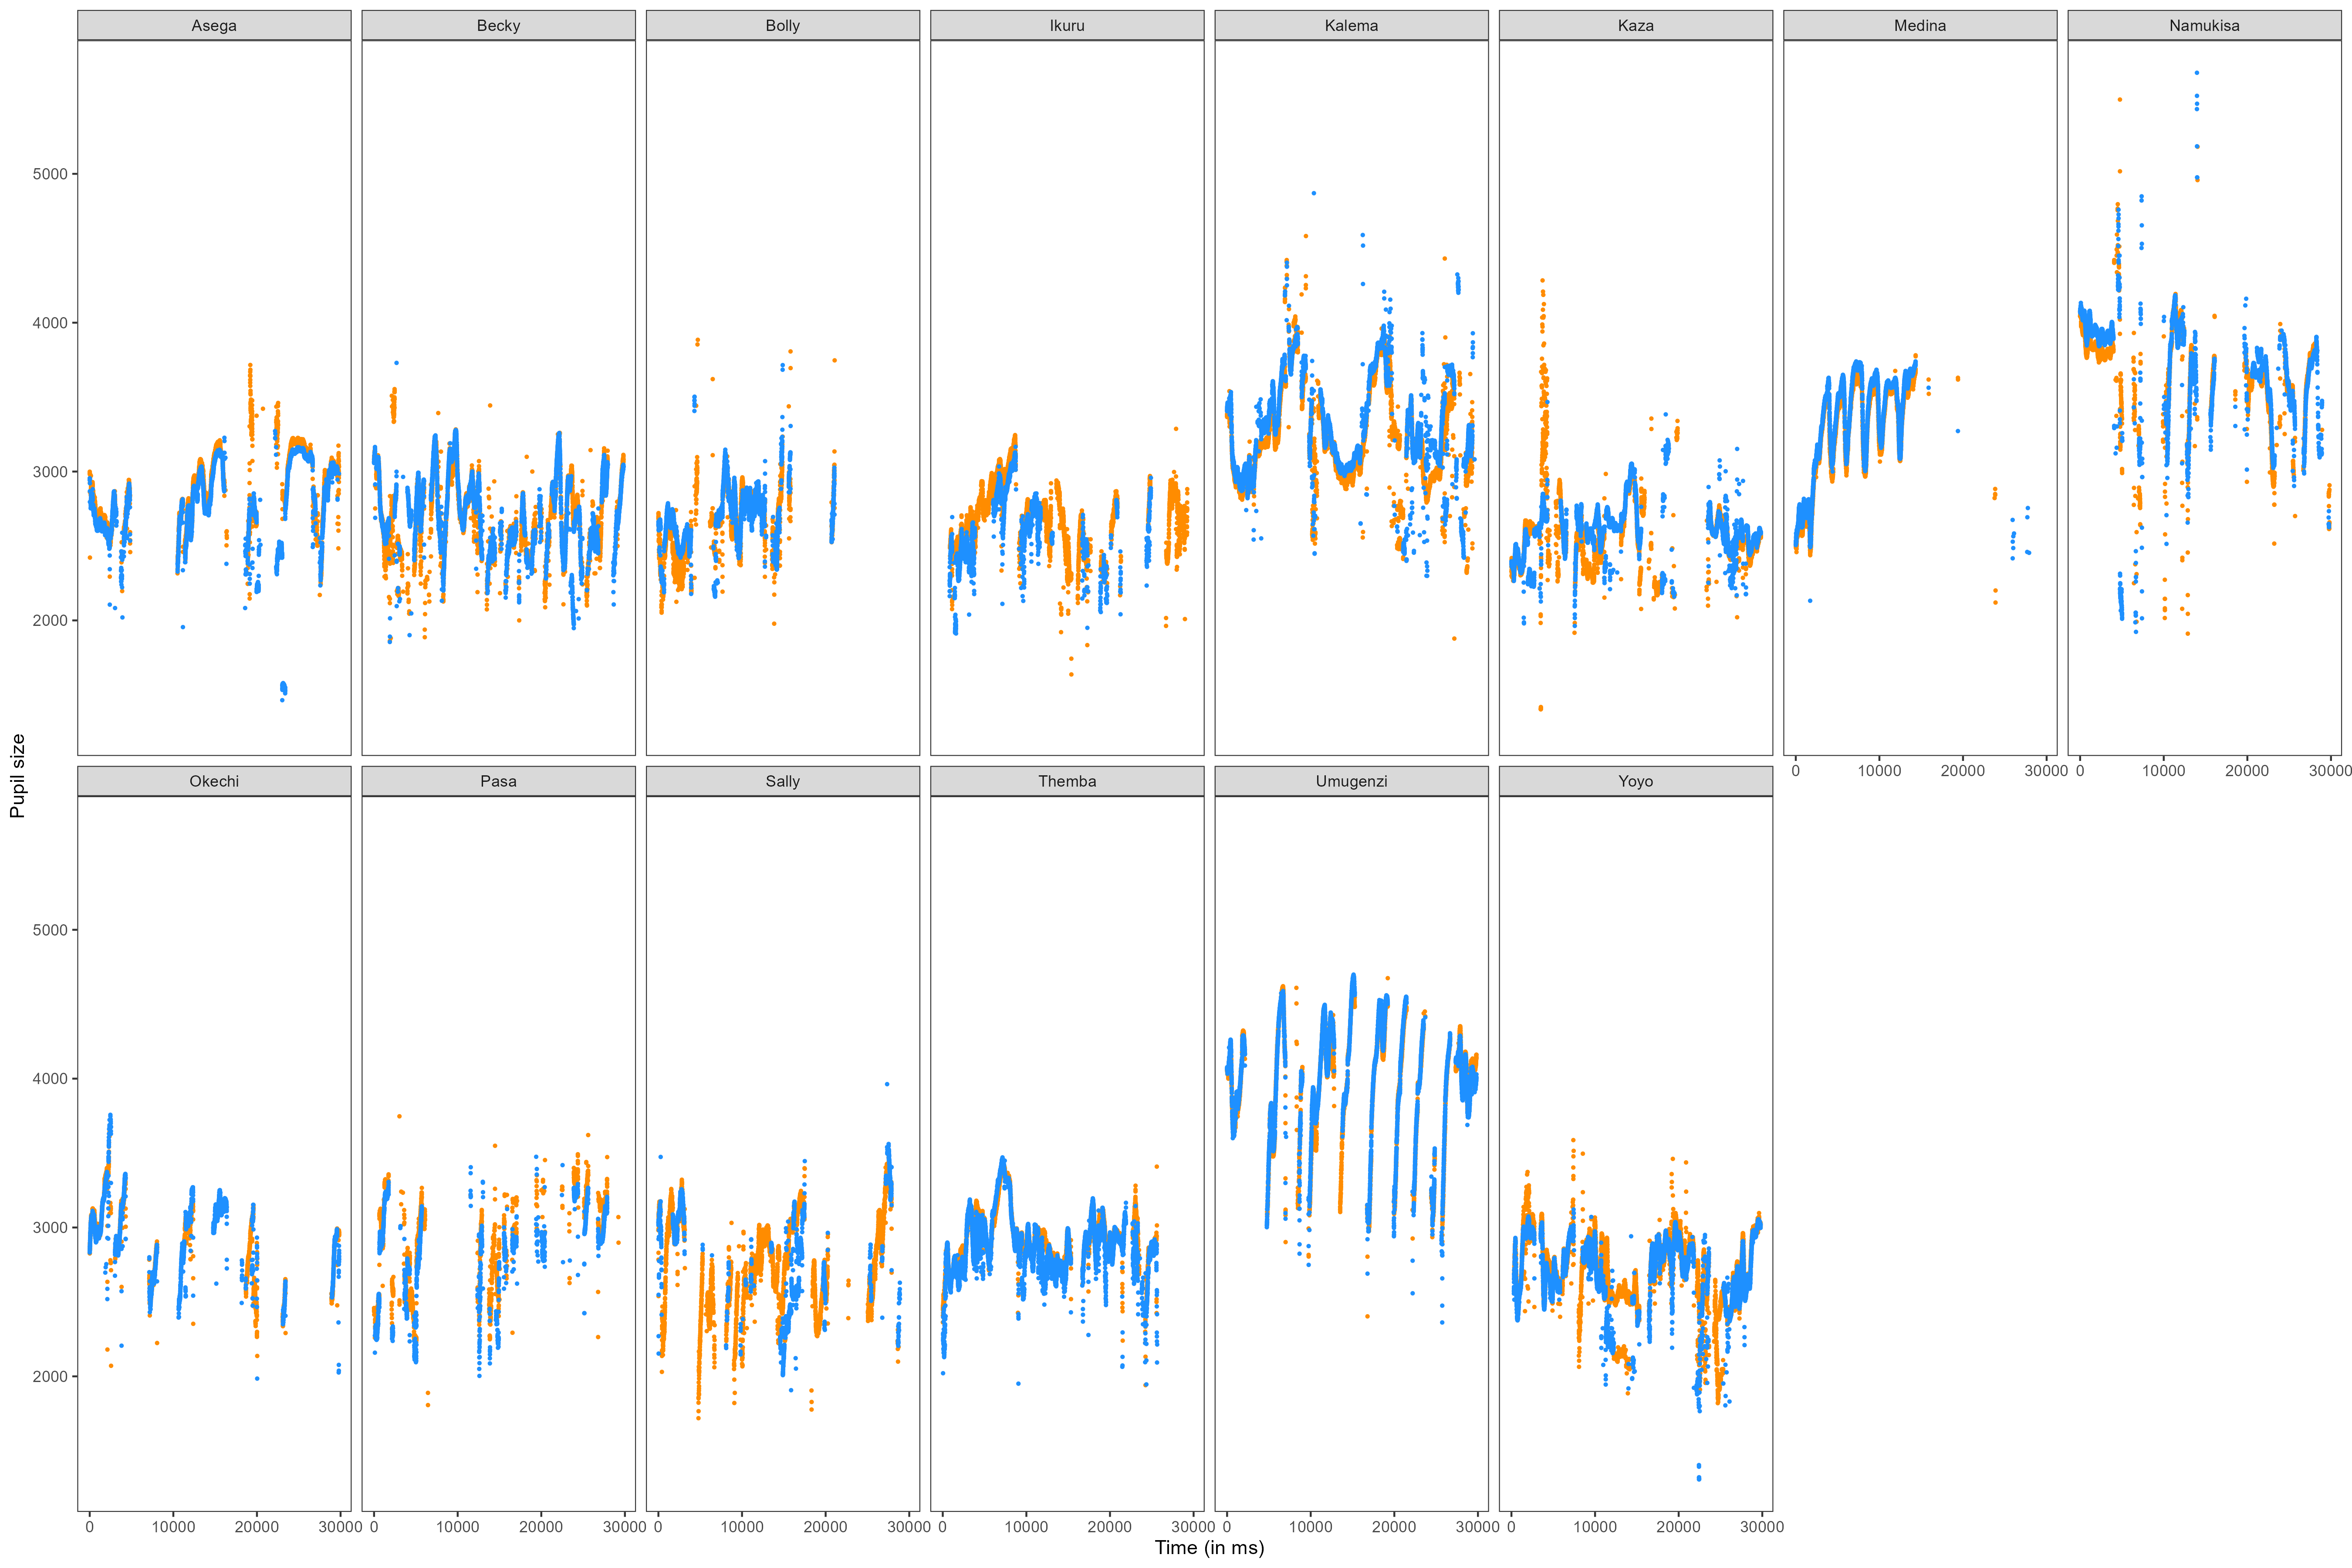 Asega Becky Bolly Ikuru Kalema Kaza Medina Namukisa
5000
4000
3000
2000
0 10000 20000 30000 0 10000 20000 30000
Pupil size
Okechi Pasa Sally Themba Umugenzi Yoyo
5000
4000
3000
2000
0 10000 20000 30000 0 10000 20000 30000 0 10000 20000 30000 0 10000 20000 30000 0 10000 20000 30000 0 10000 20000 30000
Time (in ms)